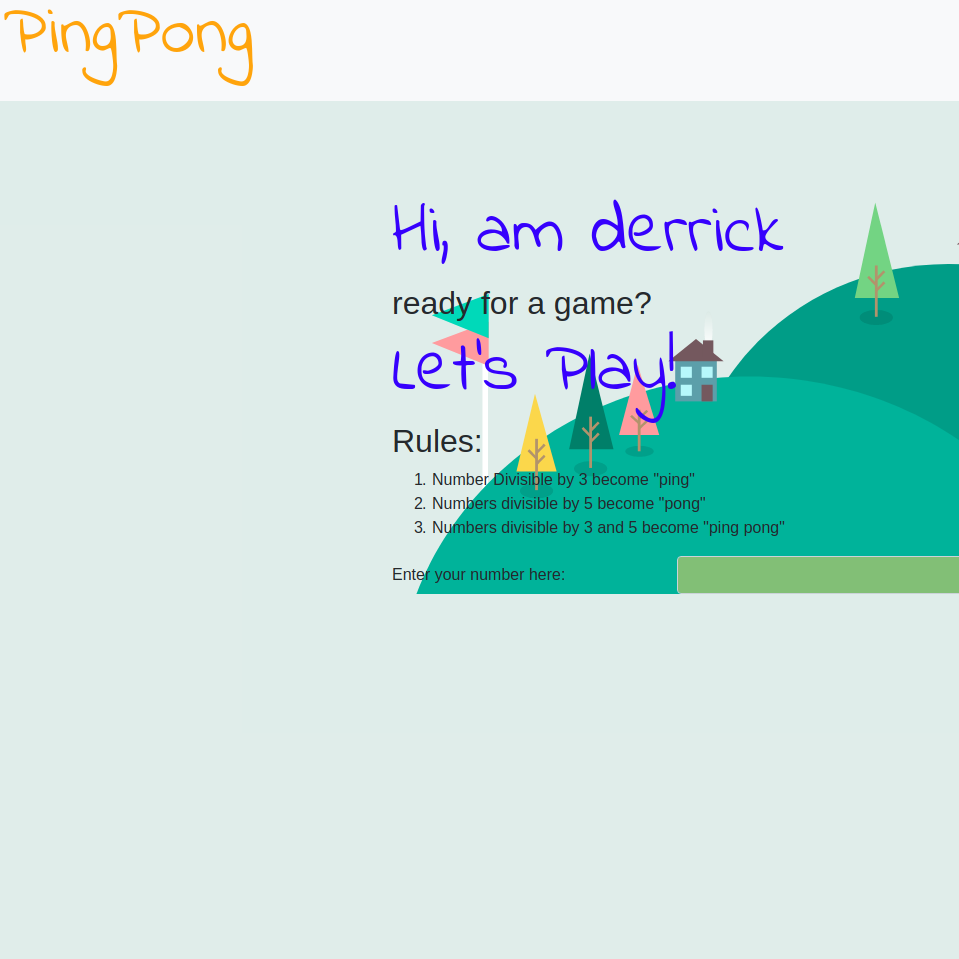 PingPong
Hi, am derrick
ready for a game?
Let's Play!
Rules:
1. Number Divisible by 3 become "ping"
2. Numbers divisible by 5 become "pong"
3. Numbers divisible by 3 and 5 become "ping pong"
Enter your number here: